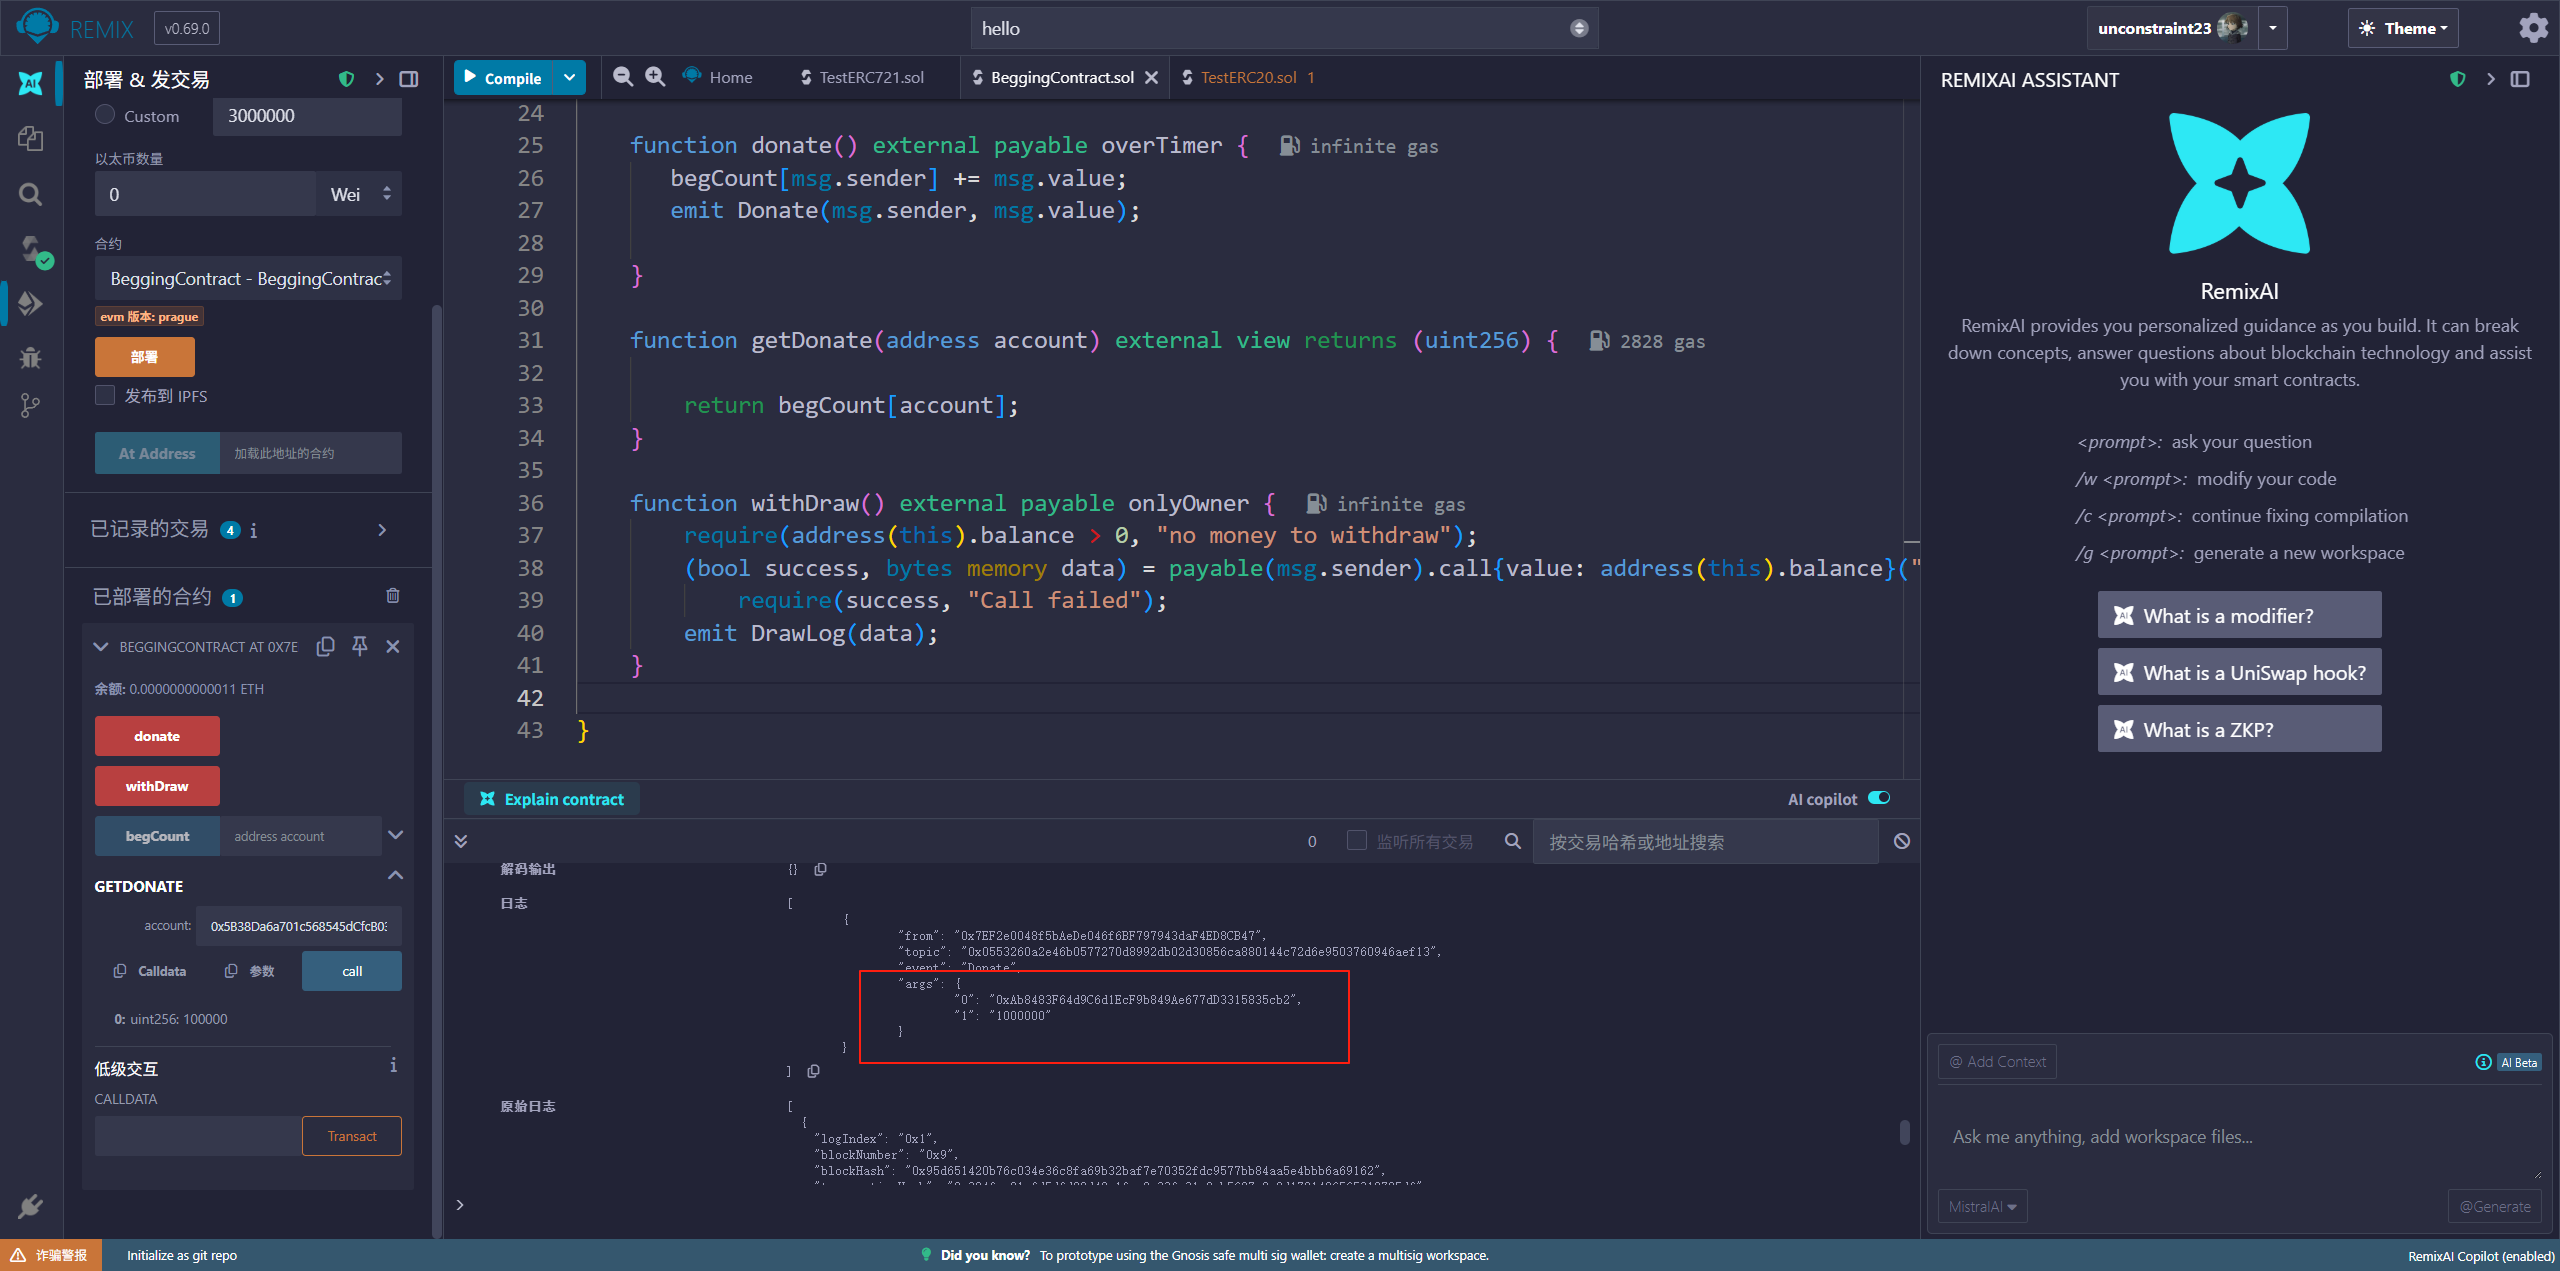 REMIX
v0.69.0
hello
unconstraint23
Theme
部署 & 发交易
Custom
3000000
以太币数量
0
Wei
合约
BeggingContract - BeggingContrac
evm 版本: prague
部署
发布到 IPFS
At Address
加载此地址的合约
已记录的交易 4 i
已部署的合约 1
BEGGINGCONTRACT AT 0X7E
余额: 0.0000000000011 ETH
donate
withDraw
begCount
address account
GETDONATE
account:
0x5B38Da6a701c568545dCfcB03
Calldata
参数
call
0: uint256: 100000
低级交互
i
CALLDATA
Transact
Compile
Home
TestERC721.sol
BeggingContract.sol
TestERC20.sol 1
24
25 function donate() external payable overTimer { infinite gas
26 begCount[msg.sender] += msg.value;
27 emit Donate(msg.sender, msg.value);
28
29 }
30
31 function getDonate(address account) external view returns (uint256) { 2828 gas
32
33 return begCount[account];
34 }
35
36 function withDraw() external payable onlyOwner { infinite gas
37 require(address(this).balance > 0, "no money to withdraw");
38 (bool success, bytes memory data) = payable(msg.sender).call{value: address(this).balance}("
39 require(success, "Call failed");
40 emit DrawLog(data);
41 }
42
43 }
Explain contract
AI copilot
0
监听所有交易
按交易哈希或地址搜索
解码输出 {}
日志 [
{
"from": "0x7EF2e0048f5bAeDe046f6BF797943daF4ED8CB47",
"topic": "0x0553260a2e46b0577270d8992db02d30856ca880144c72d6e9503760946aef13",
"event": "Donate",
"args": {
"0": "0xAb8483F64d9C6d1EcF9b849Ae677dD3315835cb2",
"1": "1000000"
}
}
]
原始日志 [
{
"logIndex": "0x1",
"blockNumber": "0x9",
"blockHash": "0x95d651420b76c034e36c8fa69b32baf7e70352fdc9577bb84aa5e4bbb6a69162",
>
REMIXAI ASSISTANT
RemixAI
RemixAI provides you personalized guidance as you build. It can break
down concepts, answer questions about blockchain technology and assist
you with your smart contracts.
<prompt>: ask your question
/w <prompt>: modify your code
/c <prompt>: continue fixing compilation
/g <prompt>: generate a new workspace
AI What is a modifier?
AI What is a UniSwap hook?
AI What is a ZKP?
@ Add Context
AI Beta
Ask me anything, add workspace files...
MistralAI
@Generate
诈骗警报
Initialize as git repo
Did you know? To prototype using the Gnosis safe multi sig wallet: create a multisig workspace.
RemixAI Copilot (enabled)